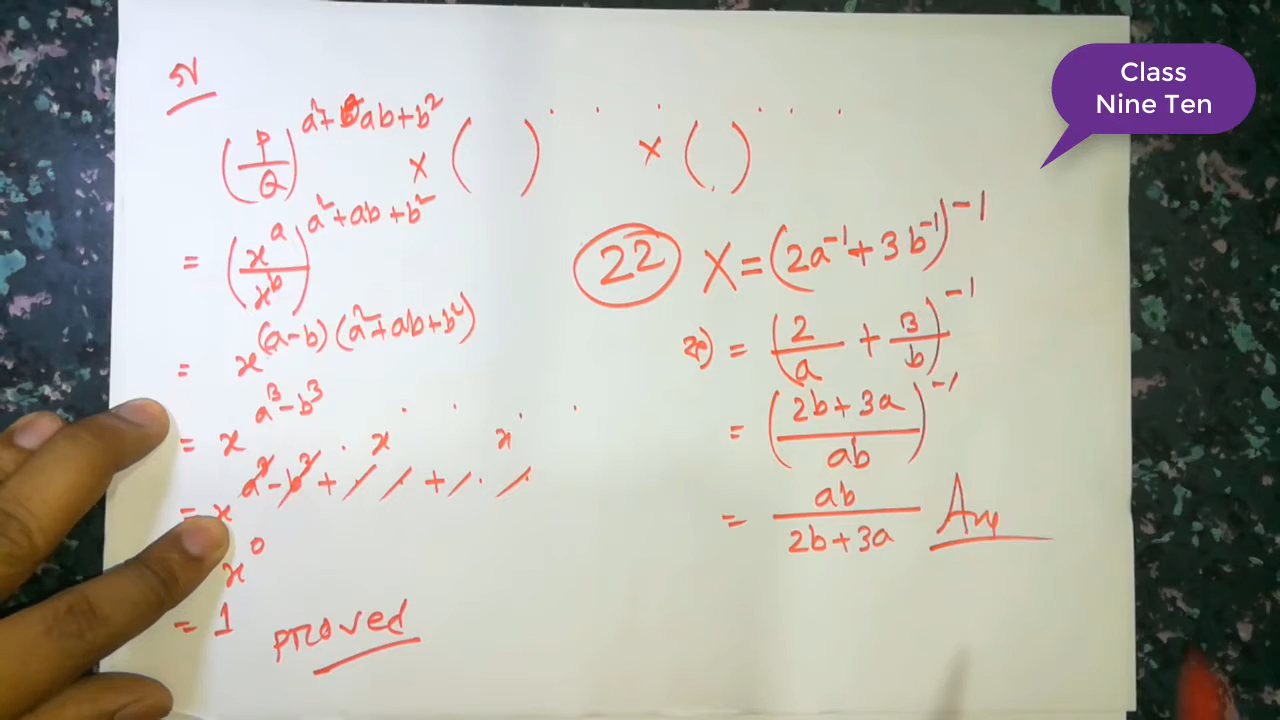 (P/Q)^{a²+ab+b²} × ( )^{· · ·} × ( )^{· · ·}
= (x^a/x^b)^{a²+ab+b²}
= x^{(a-b)(a²+ab+b²)}
= x^{a³-b³} · x^{· · ·} x^{· · ·}
= x^{a³-b³+ +}
x⁰
= 1 proved
22 X=(2a⁻¹+3b⁻¹)⁻¹
= (2/a + 3/b)⁻¹
= ((2b+3a)/ab)⁻¹
= ab/(2b+3a) Ans
Class
Nine Ten